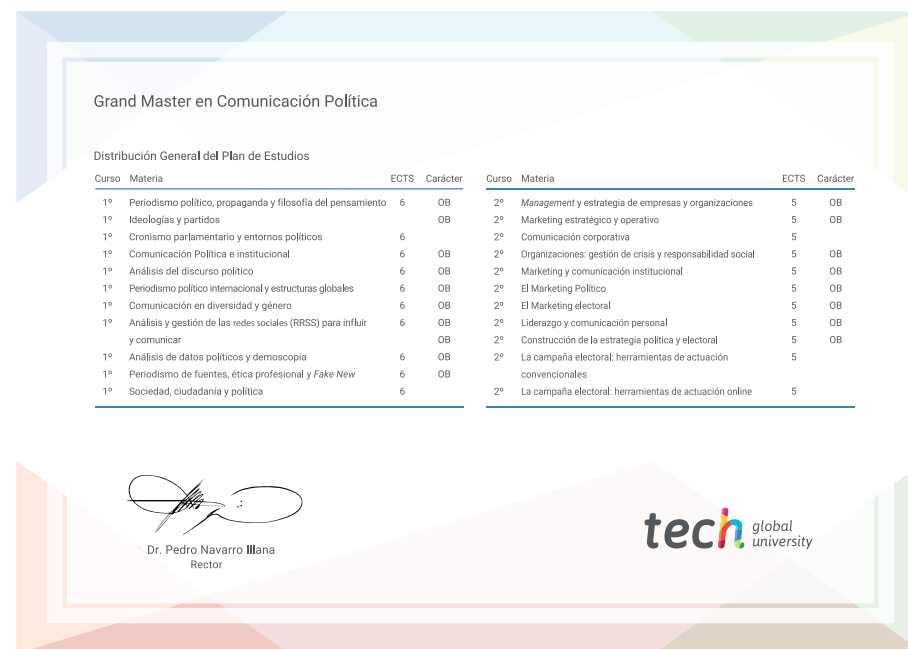 Grand Master en Comunicación Política
Distribución General del Plan de Estudios
Curso Materia ECTS Carácter
1º Periodismo político, propaganda y filosofía del pensamiento 6 OB
1º Ideologías y partidos OB
1º Cronismo parlamentario y entornos políticos 6
1º Comunicación Política e institucional 6 OB
1º Análisis del discurso político 6 OB
1º Periodismo político internacional y estructuras globales 6 OB
1º Comunicación en diversidad y género 6 OB
1º Análisis y gestión de las redes sociales (RRSS) para influir 6 OB
y comunicar OB
1º Análisis de datos políticos y demoscopia 6 OB
1º Periodismo de fuentes, ética profesional y Fake New 6 OB
1º Sociedad, ciudadanía y política 6
Curso Materia ECTS Carácter
2º Management y estrategia de empresas y organizaciones 5 OB
2º Marketing estratégico y operativo 5 OB
2º Comunicación corporativa 5
2º Organizaciones: gestión de crisis y responsabilidad social 5 OB
2º Marketing y comunicación institucional 5 OB
2º El Marketing Político 5 OB
2º El Marketing electoral 5 OB
2º Liderazgo y comunicación personal 5 OB
2º Construcción de la estrategia política y electoral 5 OB
2º La campaña electoral: herramientas de actuación 5
convencionales
2º La campaña electoral: herramientas de actuación online 5
Dr. Pedro Navarro Illana
Rector
tech global
university